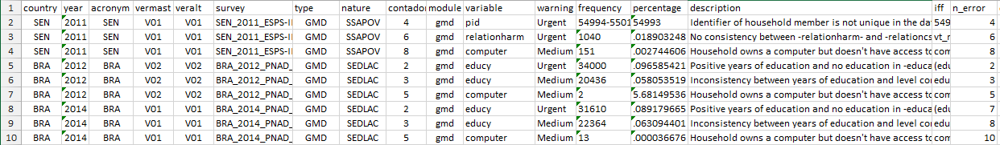 1 country year acronym vermast veralt survey type nature contador module variable warning frequency percentage description iff n_error
2 SEN 2011 SEN V01 V01 SEN_2011_ESPS-II GMD SSAPOV 4 gmd pid Urgent 54994-5501 54993 Identifier of household member is not unique in the da 549 4
3 SEN 2011 SEN V01 V01 SEN_2011_ESPS-II GMD SSAPOV 6 gmd relationharm Urgent 1040 .018903248 No consistency between -relationharm- and -relationcs vt_r 6
4 SEN 2011 SEN V01 V01 SEN_2011_ESPS-II GMD SSAPOV 8 gmd computer Medium 151 .002744606 Household owns a computer but doesn't have access to com 8
5 BRA 2012 BRA V02 V02 BRA_2012_PNAD_ GMD SEDLAC 2 gmd educy Urgent 34000 .096585421 Positive years of education and no education in -educa (edu 2
6 BRA 2012 BRA V02 V02 BRA_2012_PNAD_ GMD SEDLAC 3 gmd educy Medium 20436 .058053519 Inconsistency between years of education and level co edu 3
7 BRA 2012 BRA V02 V02 BRA_2012_PNAD_ GMD SEDLAC 5 gmd computer Medium 2 5.68149536 Household owns a computer but doesn't have access to com 5
8 BRA 2014 BRA V01 V01 BRA_2014_PNAD_ GMD SEDLAC 2 gmd educy Urgent 31610 .089179665 Positive years of education and no education in -educa (edu 7
9 BRA 2014 BRA V01 V01 BRA_2014_PNAD_ GMD SEDLAC 3 gmd educy Medium 22364 .063094401 Inconsistency between years of education and level co edu 8
10 BRA 2014 BRA V01 V01 BRA_2014_PNAD_ GMD SEDLAC 5 gmd computer Medium 13 .000036676 Household owns a computer but doesn't have access to com 10